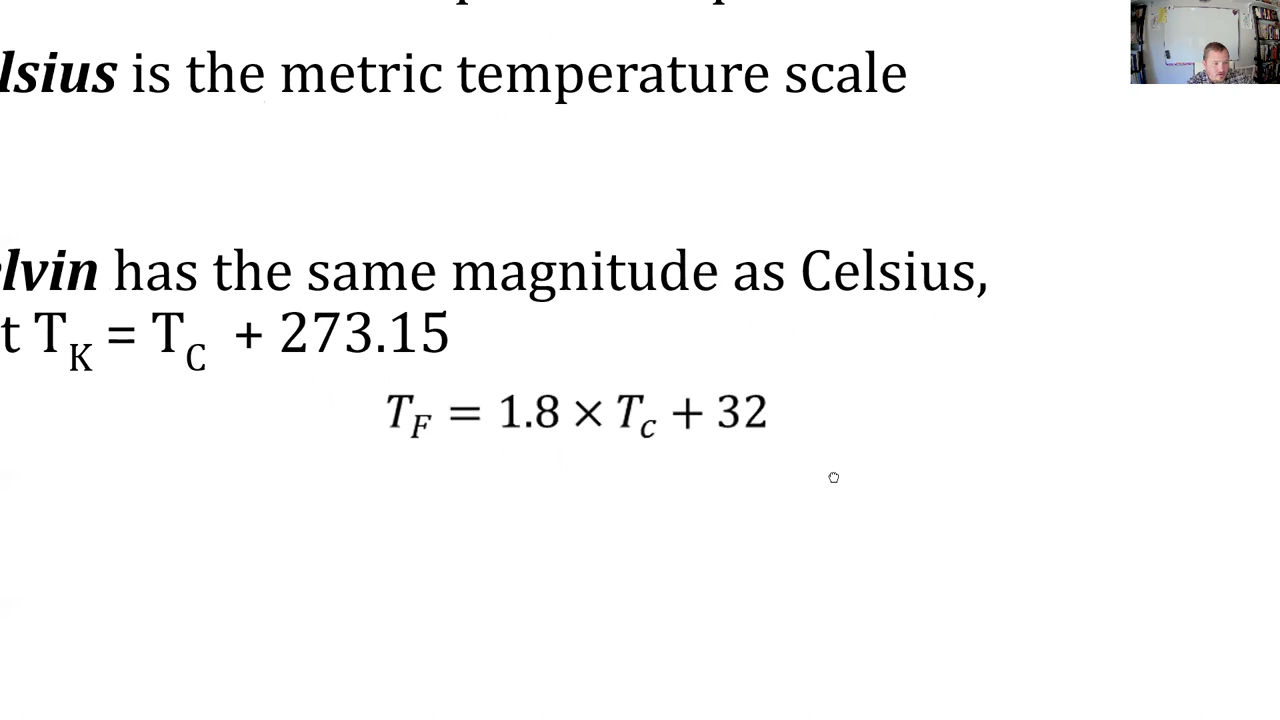 lsius is the metric temperature scale
lvin has the same magnitude as Celsius,
t T_K = T_C + 273.15
T_F = 1.8 × T_c + 32